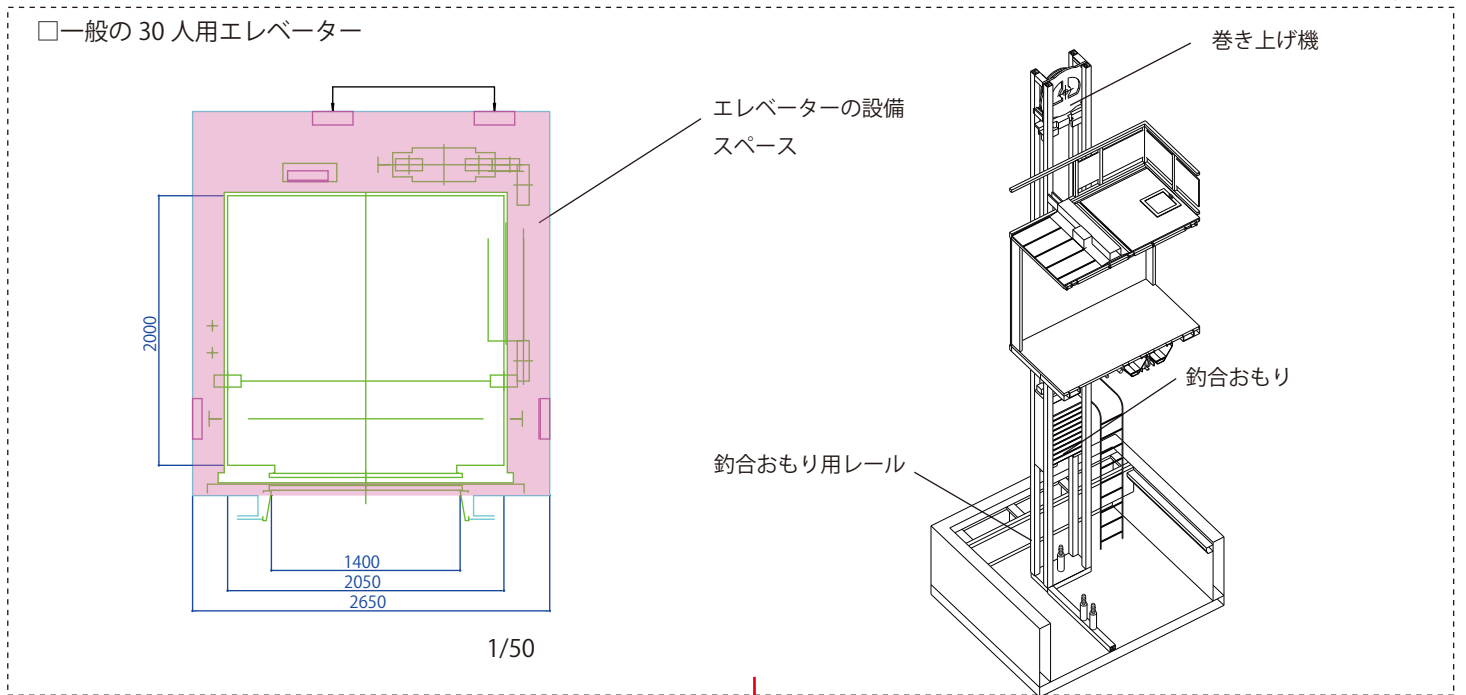 □一般の 30 人用エレベーター
巻き上げ機
エレベーターの設備
スペース
2000
釣合おもり
釣合おもり用レール
1400
2050
2650
1/50